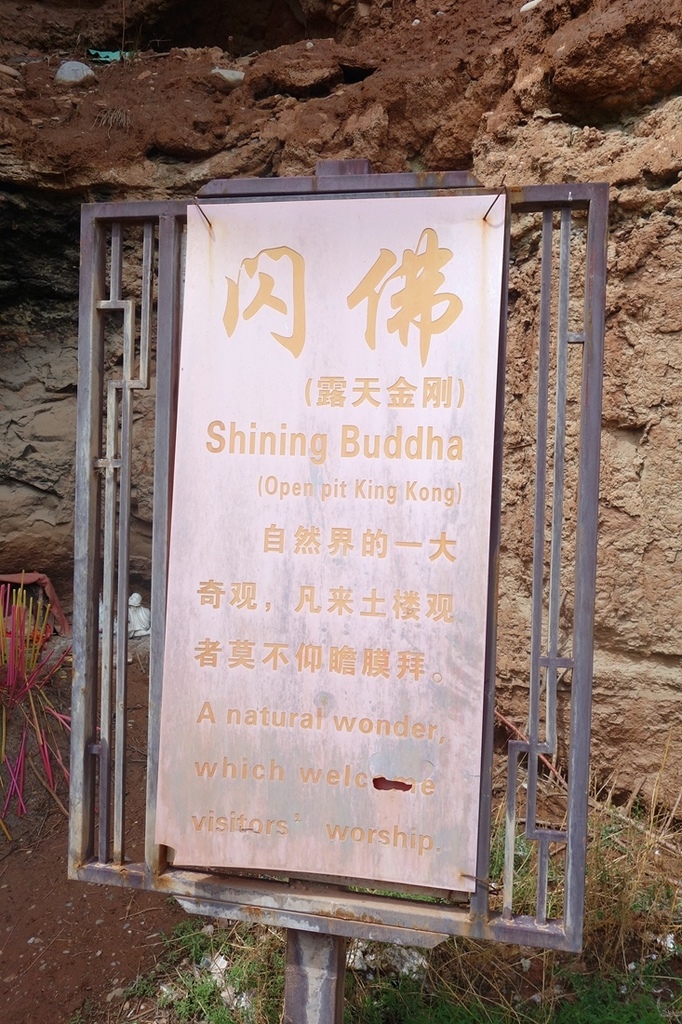 闪佛
(露天金刚)
Shining Buddha
(Open pit King Kong)
自然界的一大
奇观，凡来土楼观
者莫不仰瞻膜拜。
A natural wonder,
which welcome
visitors' worship.